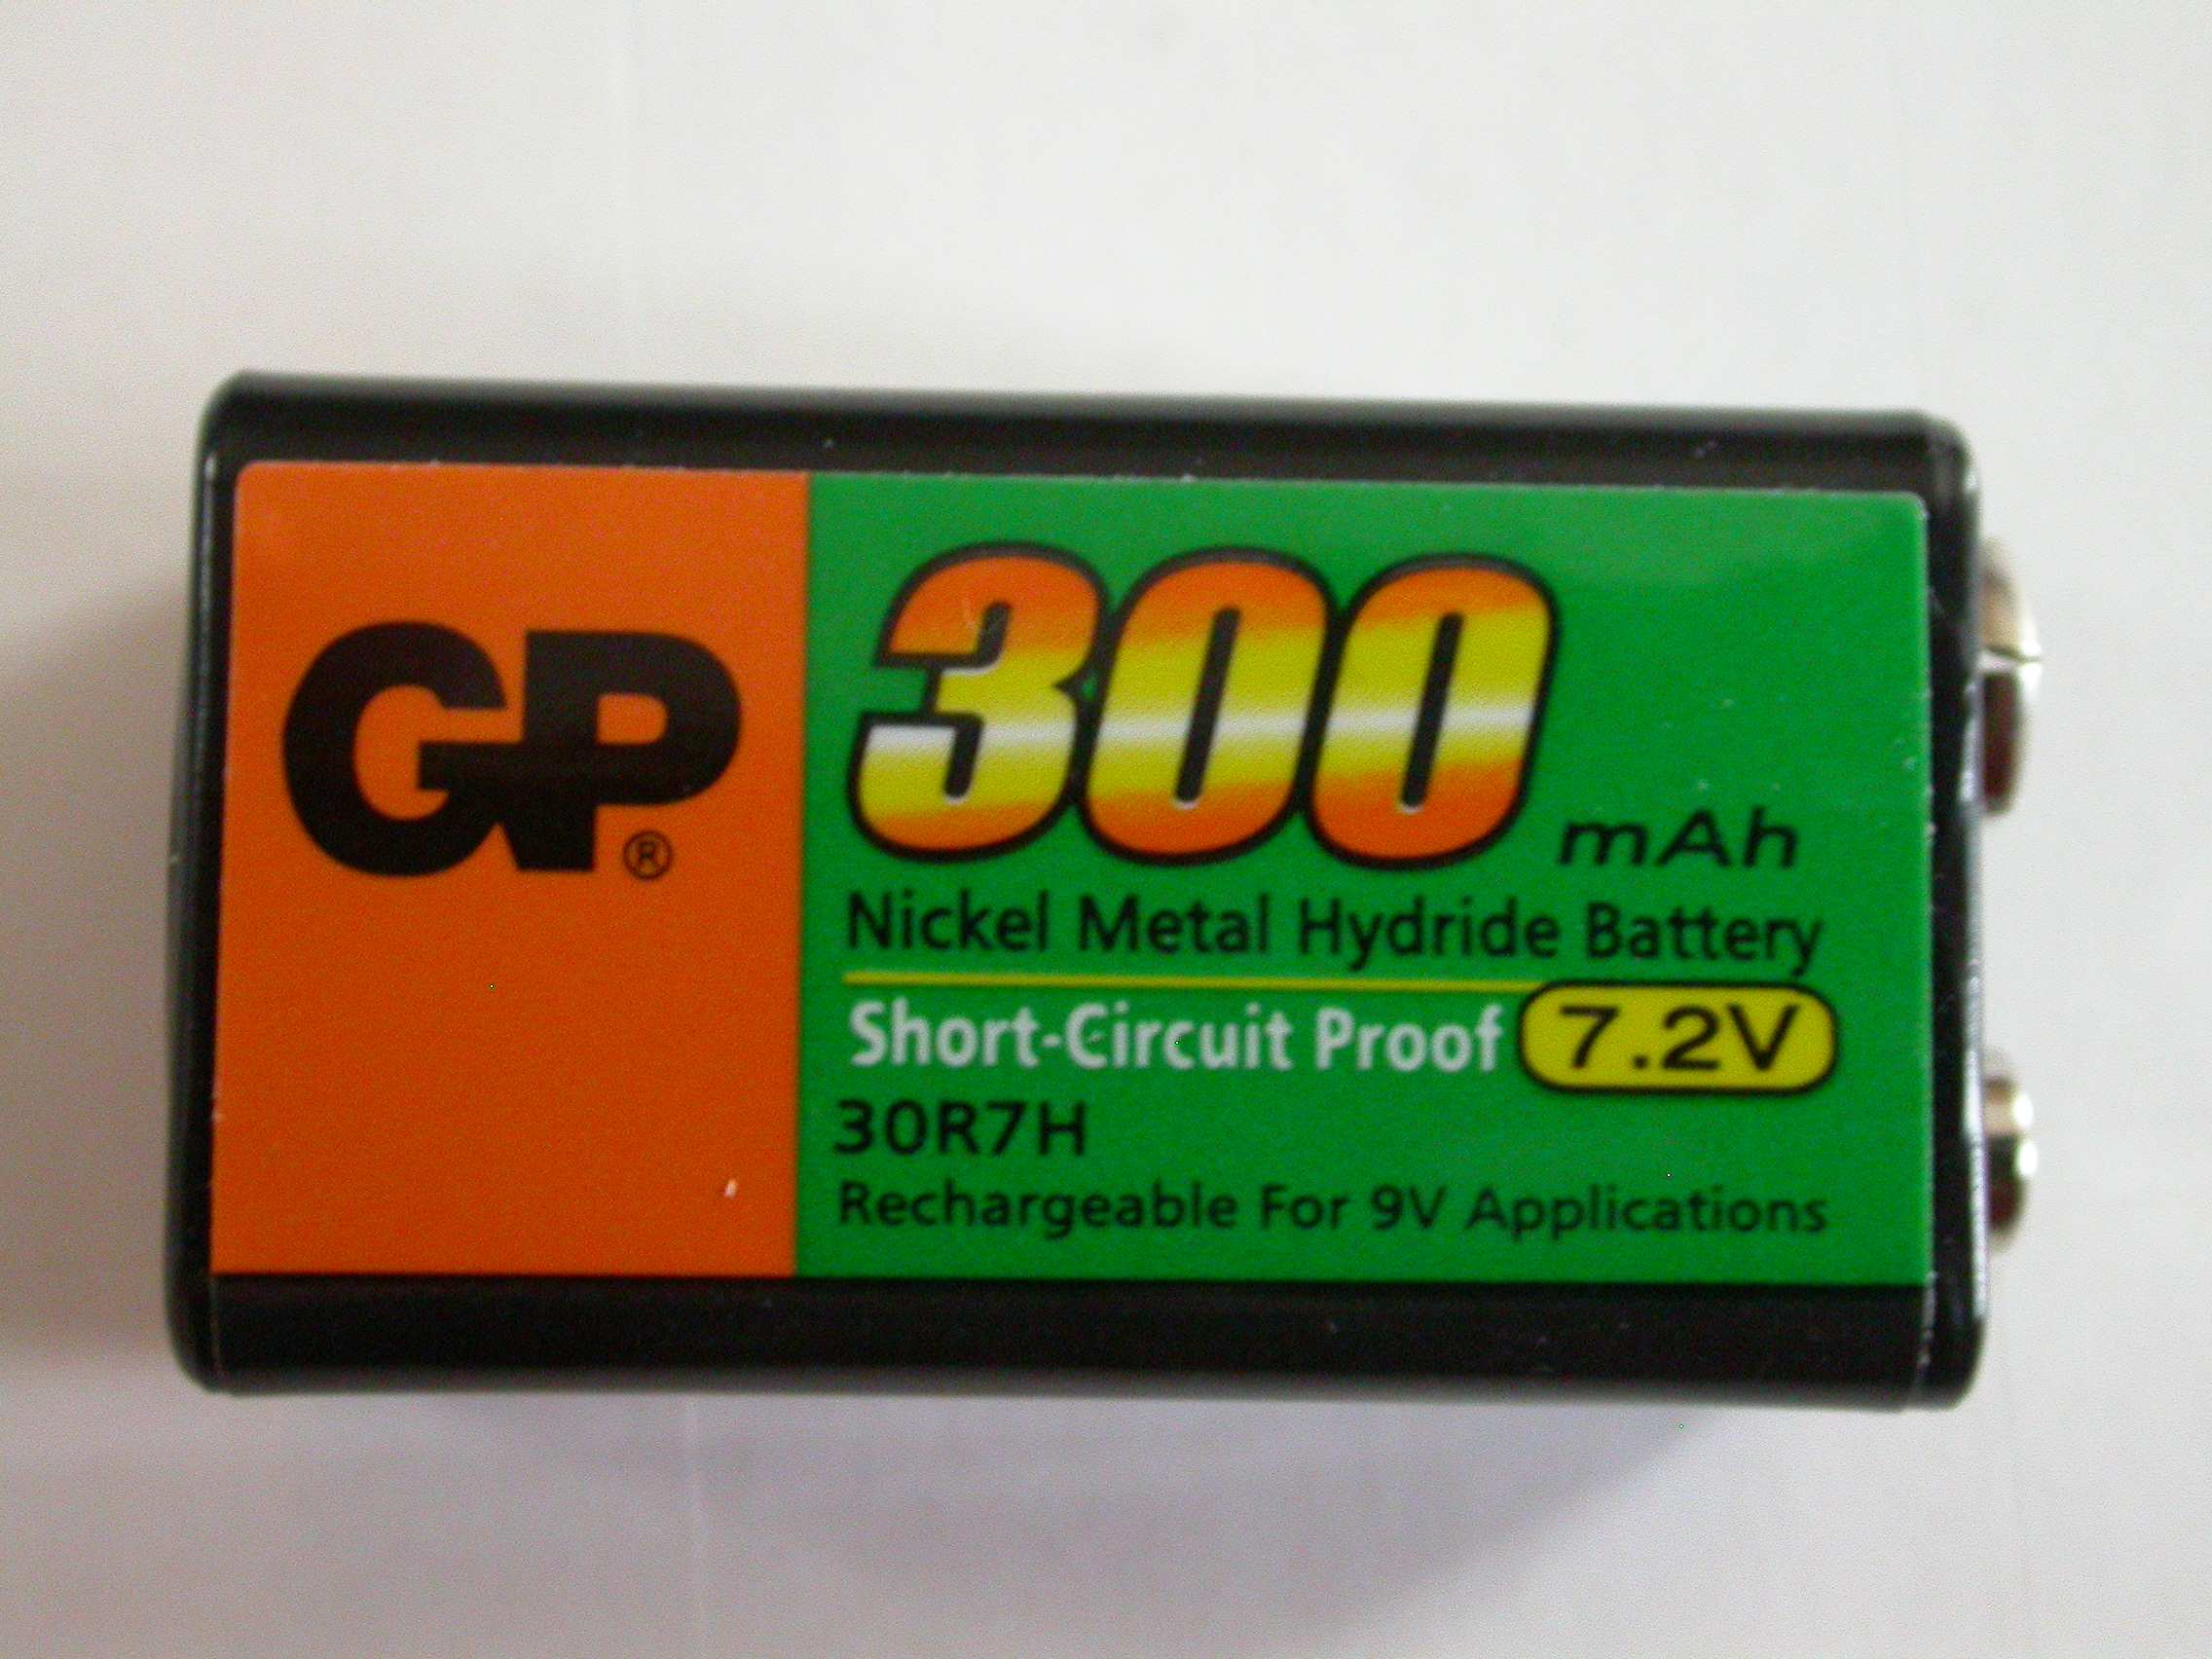 GP®
300 mAh
Nickel Metal Hydride Battery
Short-Circuit Proof 7.2V
30R7H
Rechargeable For 9V Applications